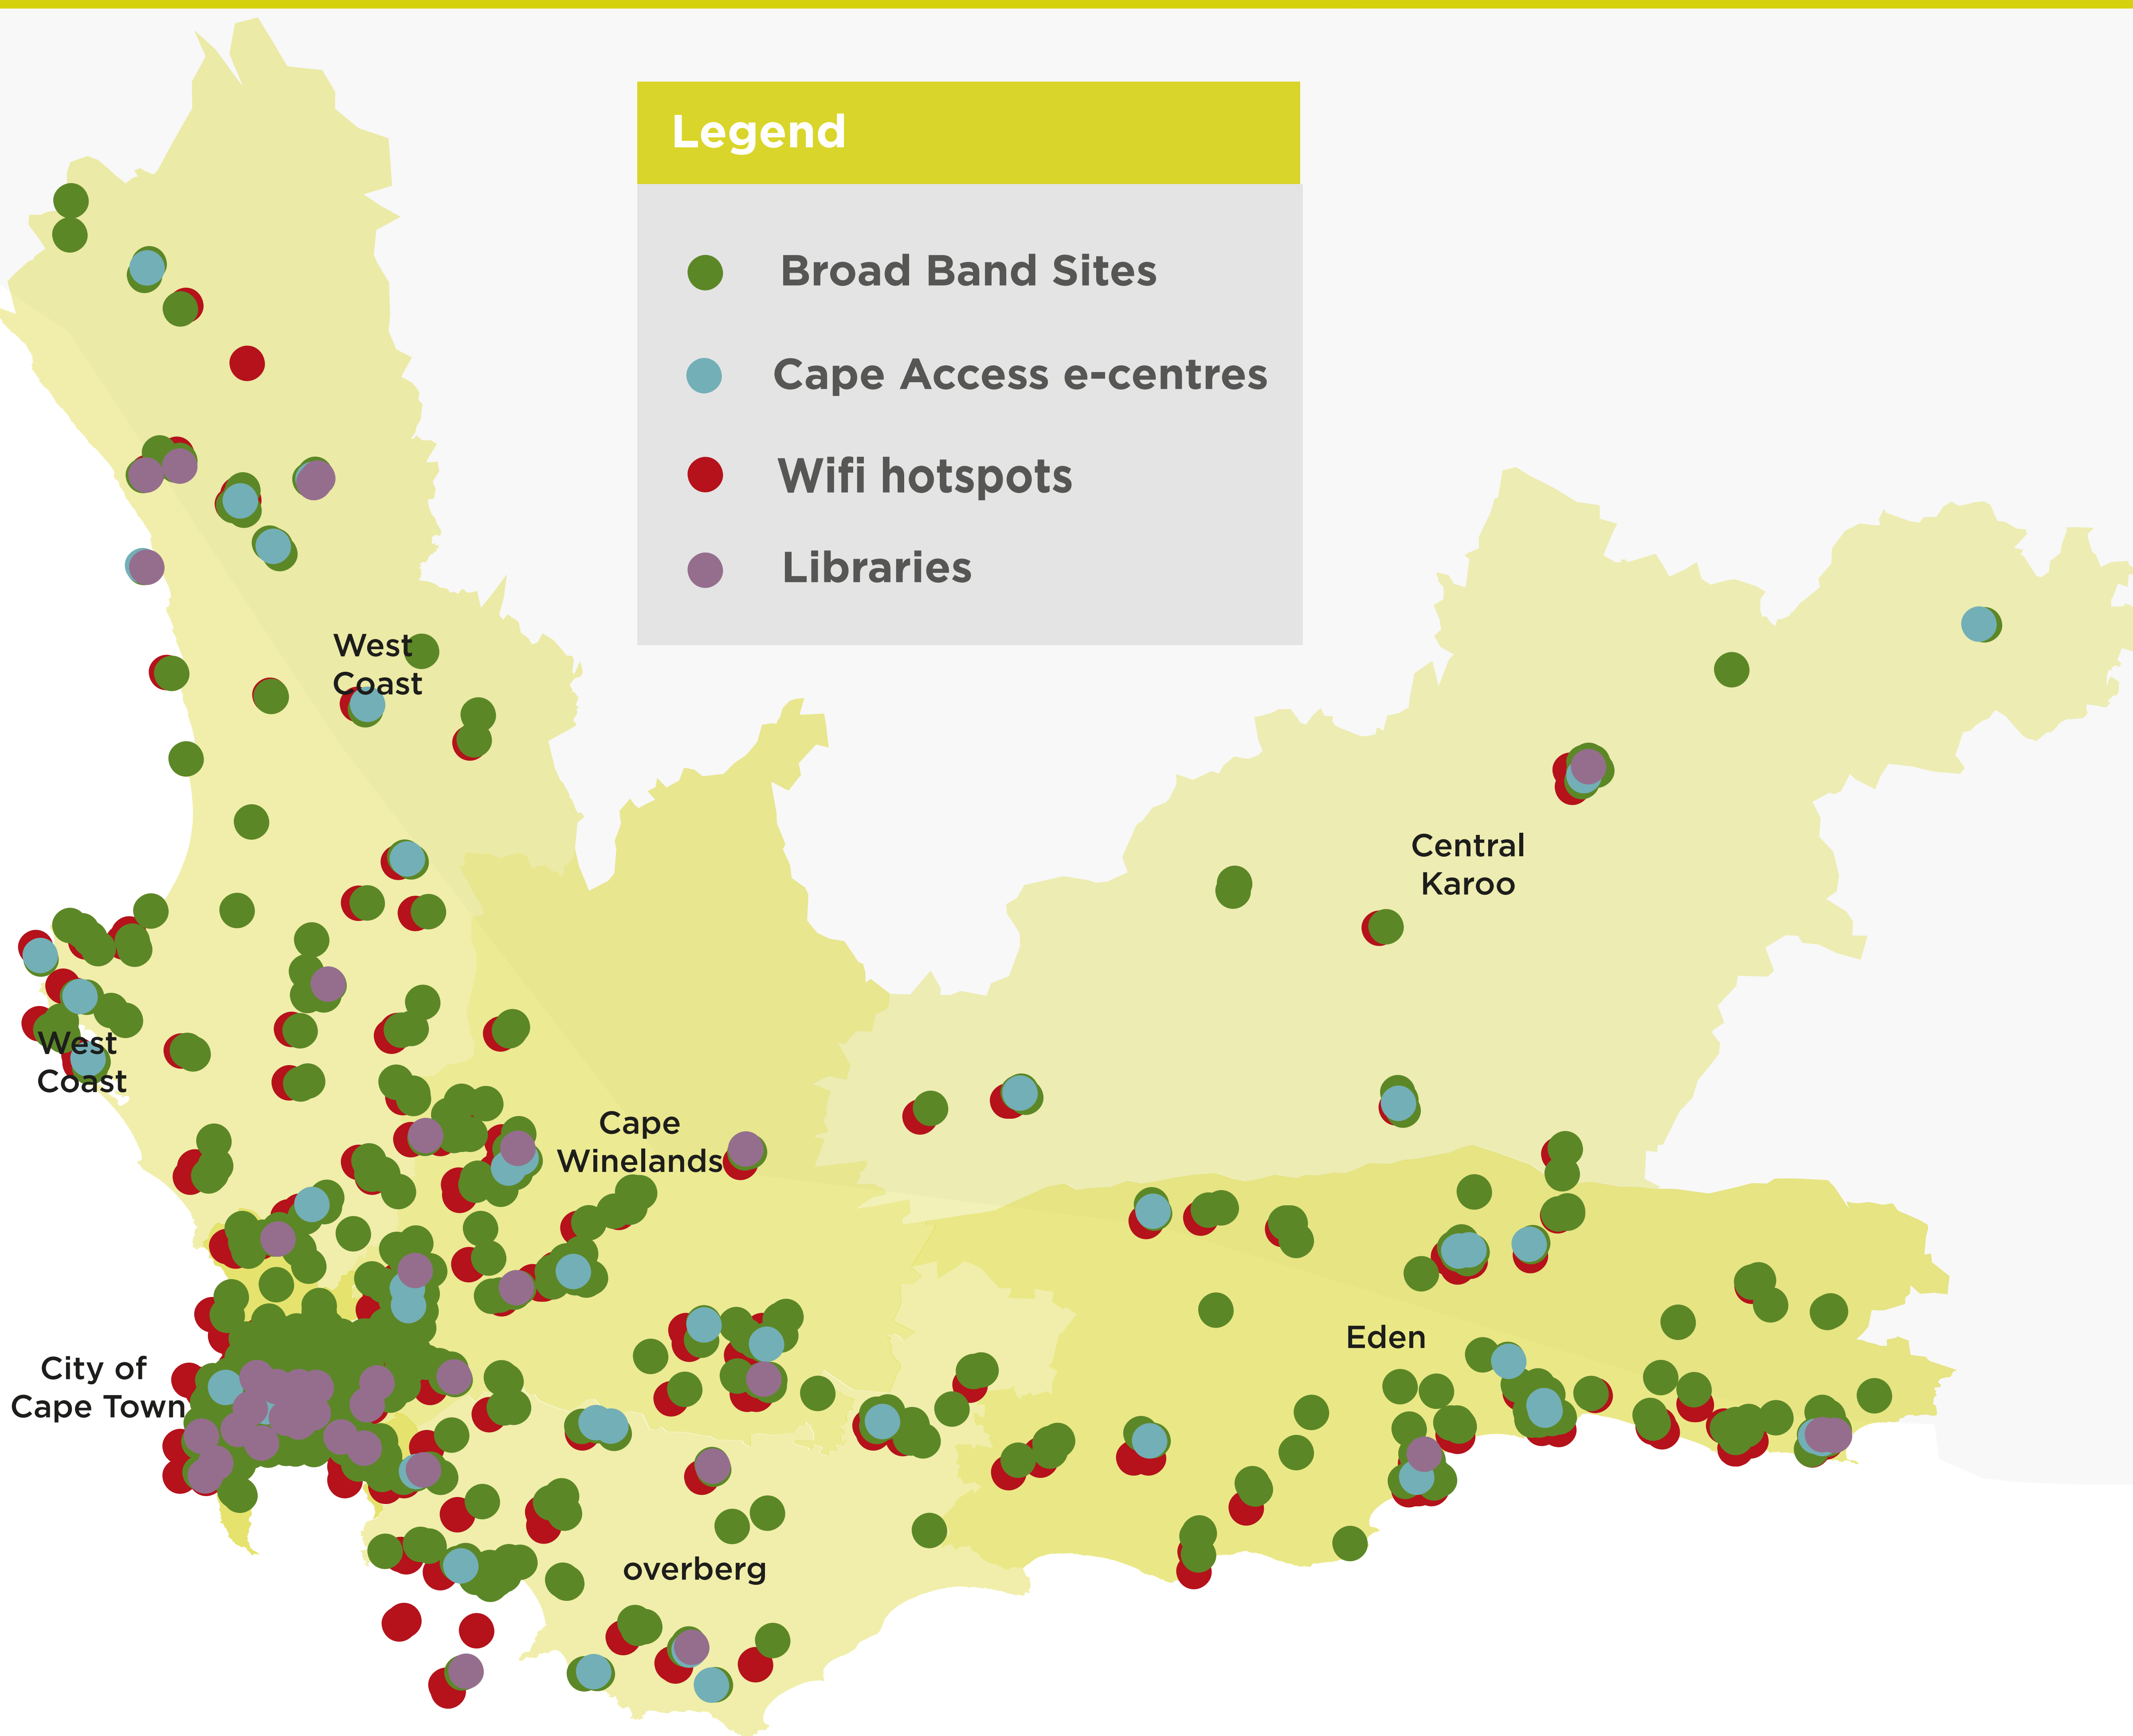 Legend
Broad Band Sites
Cape Access e-centres
Wifi hotspots
Libraries
West
Coast
Central
Karoo
West
Coast
Cape
Winelands
Eden
City of
Cape Town
overberg